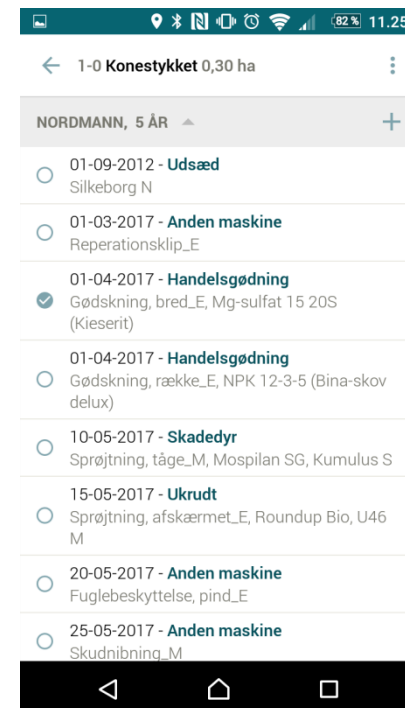 82 % 11.25
1-0 Konestykket 0,30 ha
NORDMANN, 5 ÅR
01-09-2012 - Udsæd
Silkeborg N
01-03-2017 - Anden maskine
Reperationsklip_E
01-04-2017 - Handelsgødning
Gødskning, bred_E, Mg-sulfat 15 20S
(Kieserit)
01-04-2017 - Handelsgødning
Gødskning, række_E, NPK 12-3-5 (Bina-skov
delux)
10-05-2017 - Skadedyr
Sprøjtning, tåge_M, Mospilan SG, Kumulus S
15-05-2017 - Ukrudt
Sprøjtning, afskærmet_E, Roundup Bio, U46
M
20-05-2017 - Anden maskine
Fuglebeskyttelse, pind_E
25-05-2017 - Anden maskine
Skudnibning_M